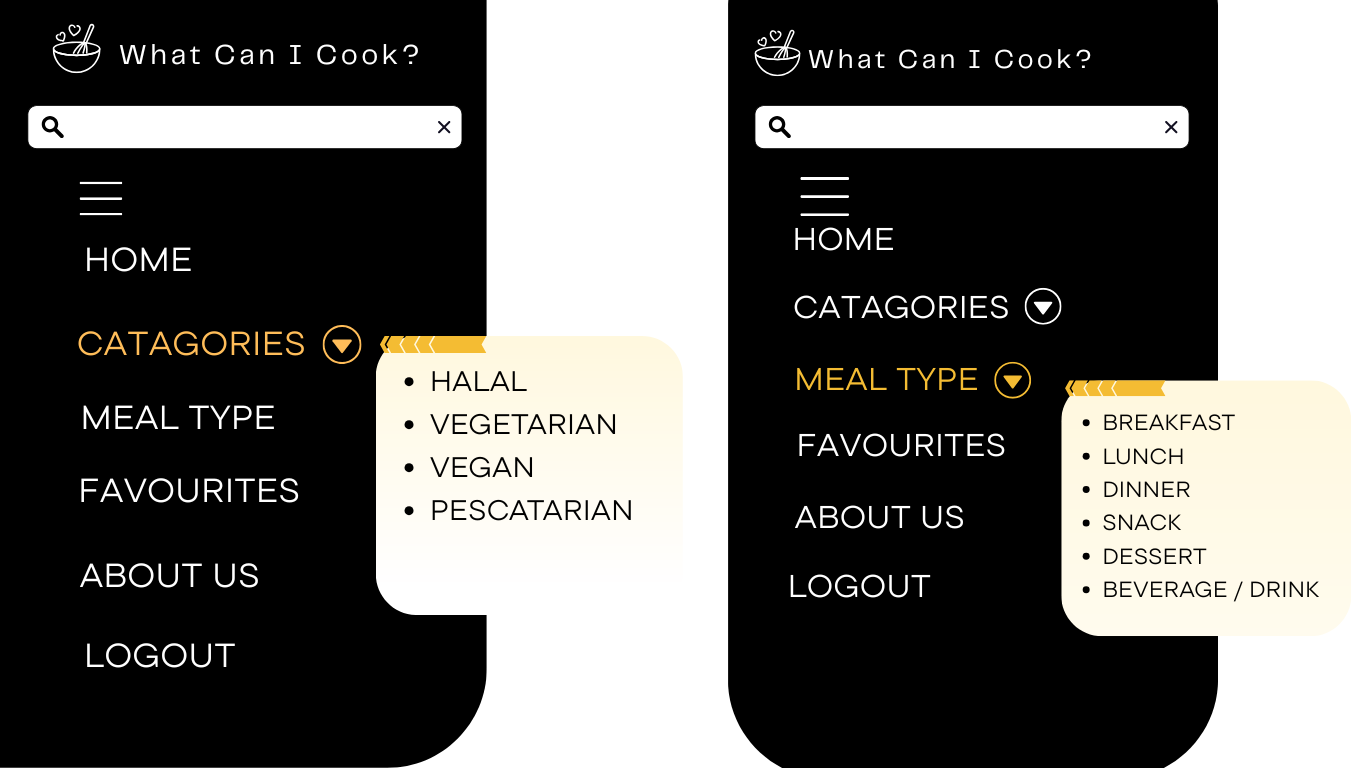 What Can I Cook?
HOME
CATAGORIES
MEAL TYPE
FAVOURITES
ABOUT US
LOGOUT
• HALAL
• VEGETARIAN
• VEGAN
• PESCATARIAN
What Can I Cook?
HOME
CATAGORIES
MEAL TYPE
FAVOURITES
ABOUT US
LOGOUT
• BREAKFAST
• LUNCH
• DINNER
• SNACK
• DESSERT
• BEVERAGE / DRINK